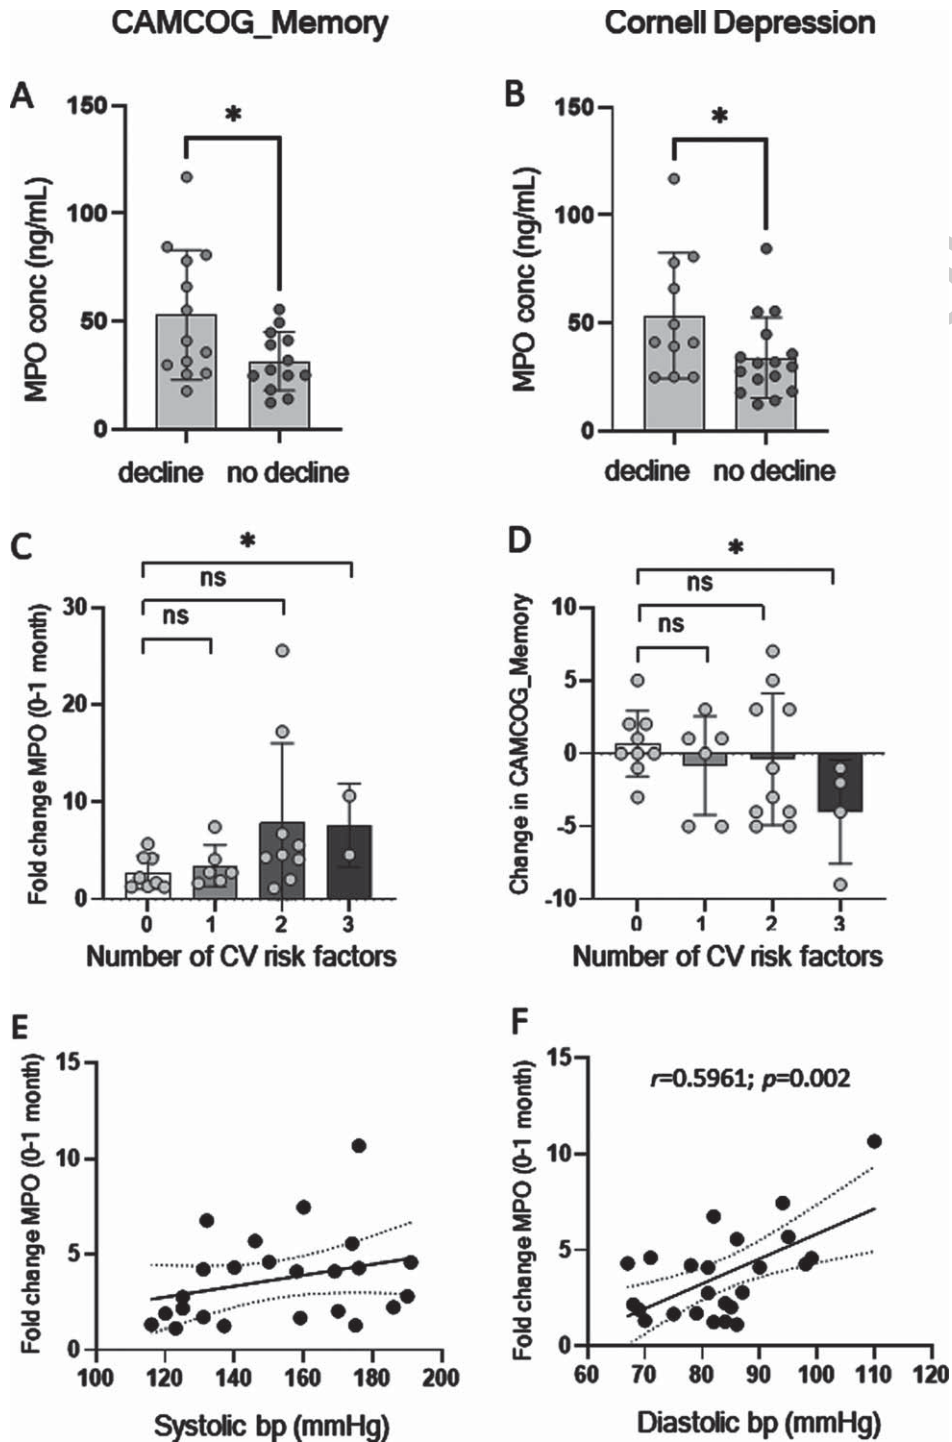 CAMCOG_Memory
Cornell Depression
A
MPO conc (ng/mL)
150
100
50
0
*
decline
no decline
B
MPO conc (ng/mL)
150
100
50
0
*
decline
no decline
C
Fold change MPO (0-1 month)
30
20
10
0
*
ns
ns
0
1
2
3
Number of CV risk factors
D
Change in CAMCOG_Memory
10
5
0
-5
-10
*
ns
ns
0
1
2
3
Number of CV risk factors
E
Fold change MPO (0-1 month)
15
10
5
0
100
120
140
160
180
200
Systolic bp (mmHg)
F
Fold change MPO (0-1 month)
15
10
5
0
r=0.5961; p=0.002
60
70
80
90
100
110
120
Diastolic bp (mmHg)